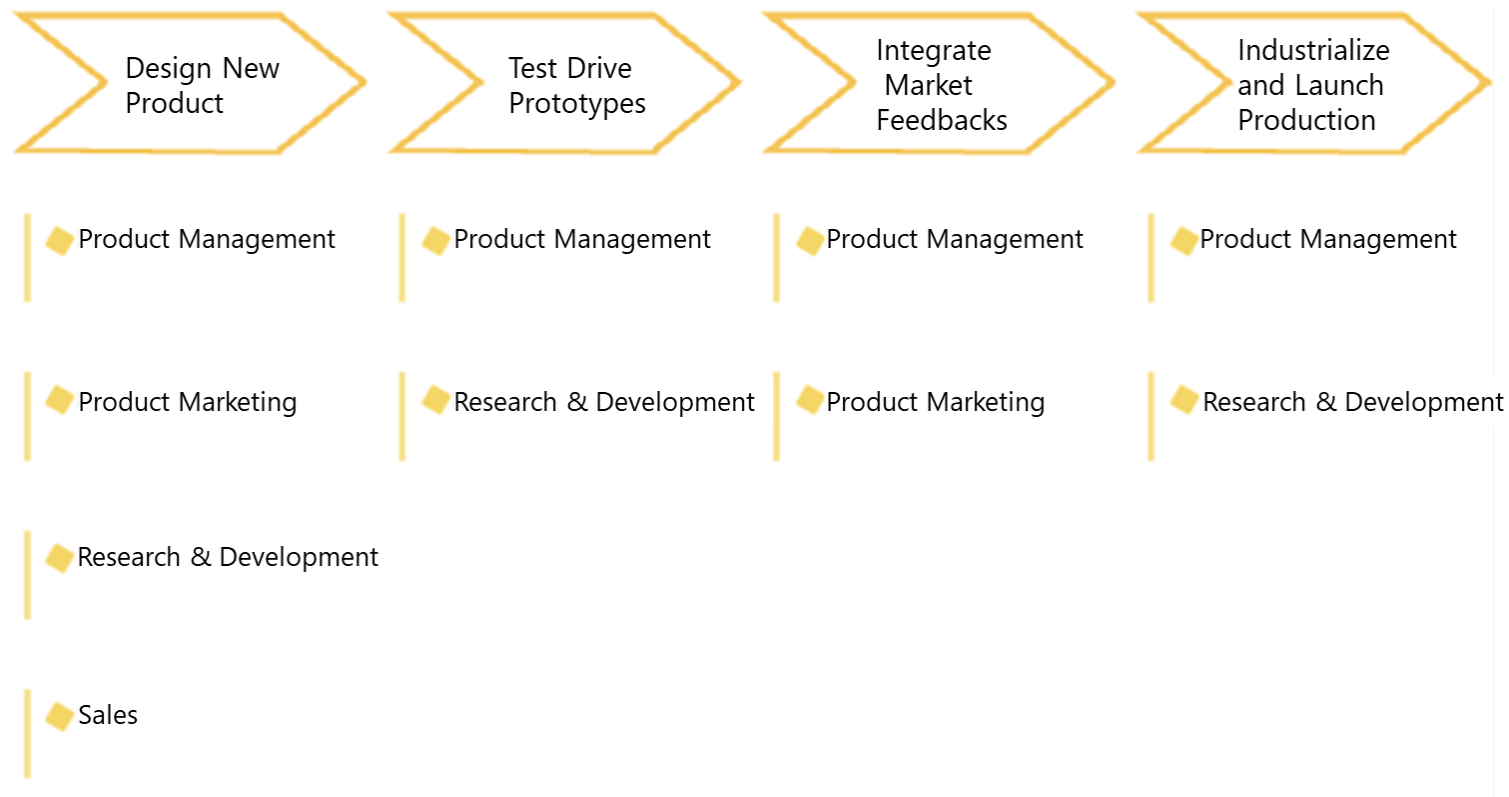 Design New
Product
Test Drive
Prototypes
Integrate
Market
Feedbacks
Industrialize
and Launch
Production
Product Management
Product Management
Product Management
Product Management
Product Marketing
Research & Development
Product Marketing
Research & Development
Research & Development
Sales